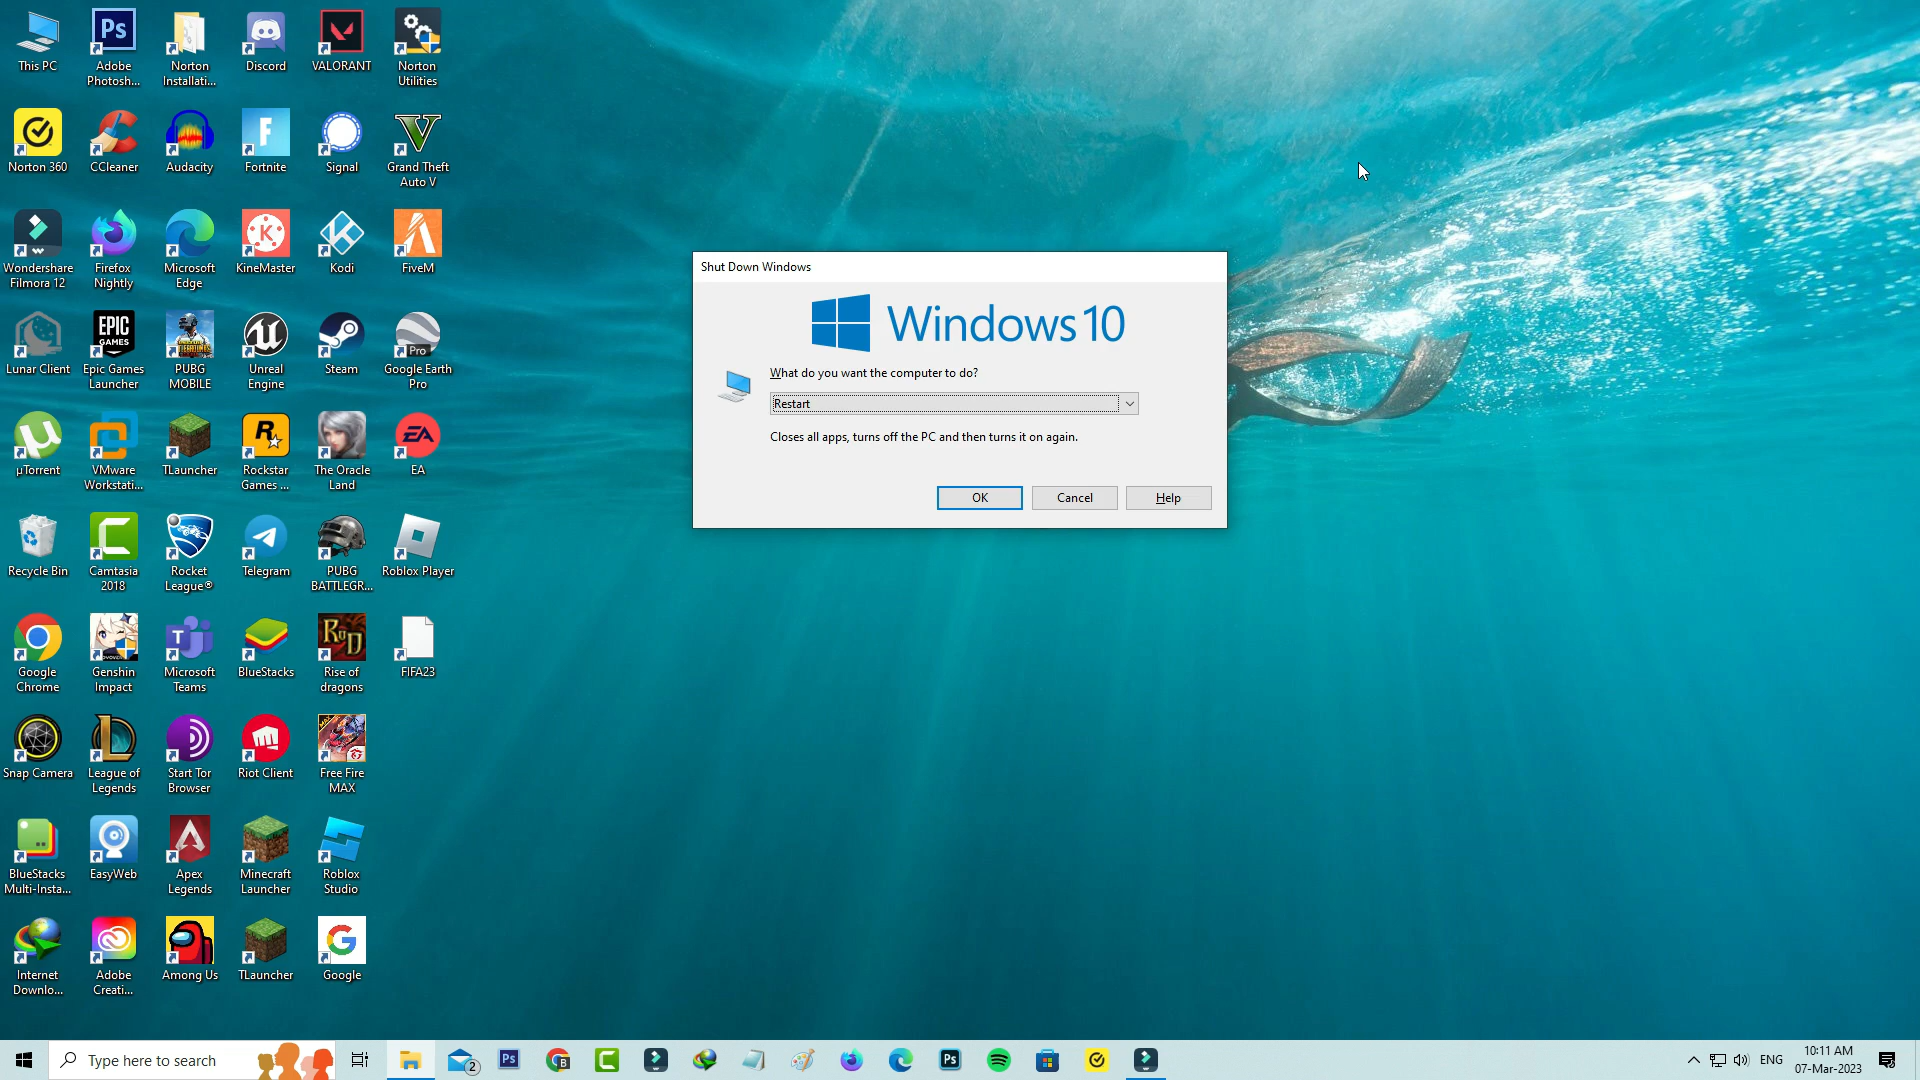 This PC
Adobe
Photosh...
Norton
Installati...
Discord
VALORANT
Norton
Utilities
Norton 360
CCleaner
Audacity
Fortnite
Signal
Grand Theft
Auto V
Wondershare
Filmora 12
Firefox
Nightly
Microsoft
Edge
KineMaster
Kodi
FiveM
Lunar Client
Epic Games
Launcher
PUBG
MOBILE
Unreal
Engine
Steam
Google Earth
Pro
µTorrent
VMware
Workstati...
TLauncher
Rockstar
Games ...
The Oracle
Land
EA
Recycle Bin
Camtasia
2018
Rocket
League®
Telegram
PUBG
BATTLEGR...
Roblox Player
Google
Chrome
Genshin
Impact
Microsoft
Teams
BlueStacks
Rise of
dragons
FIFA23
Snap Camera
League of
Legends
Start Tor
Browser
Riot Client
Free Fire
MAX
BlueStacks
Multi-Insta...
EasyWeb
Apex
Legends
Minecraft
Launcher
Roblox
Studio
Internet
Downlo...
Adobe
Creati...
Among Us
TLauncher
Google
Shut Down Windows
Windows 10
What do you want the computer to do?
Restart
Closes all apps, turns off the PC and then turns it on again.
OK
Cancel
Help
Type here to search
2
ENG
10:11 AM
07-Mar-2023